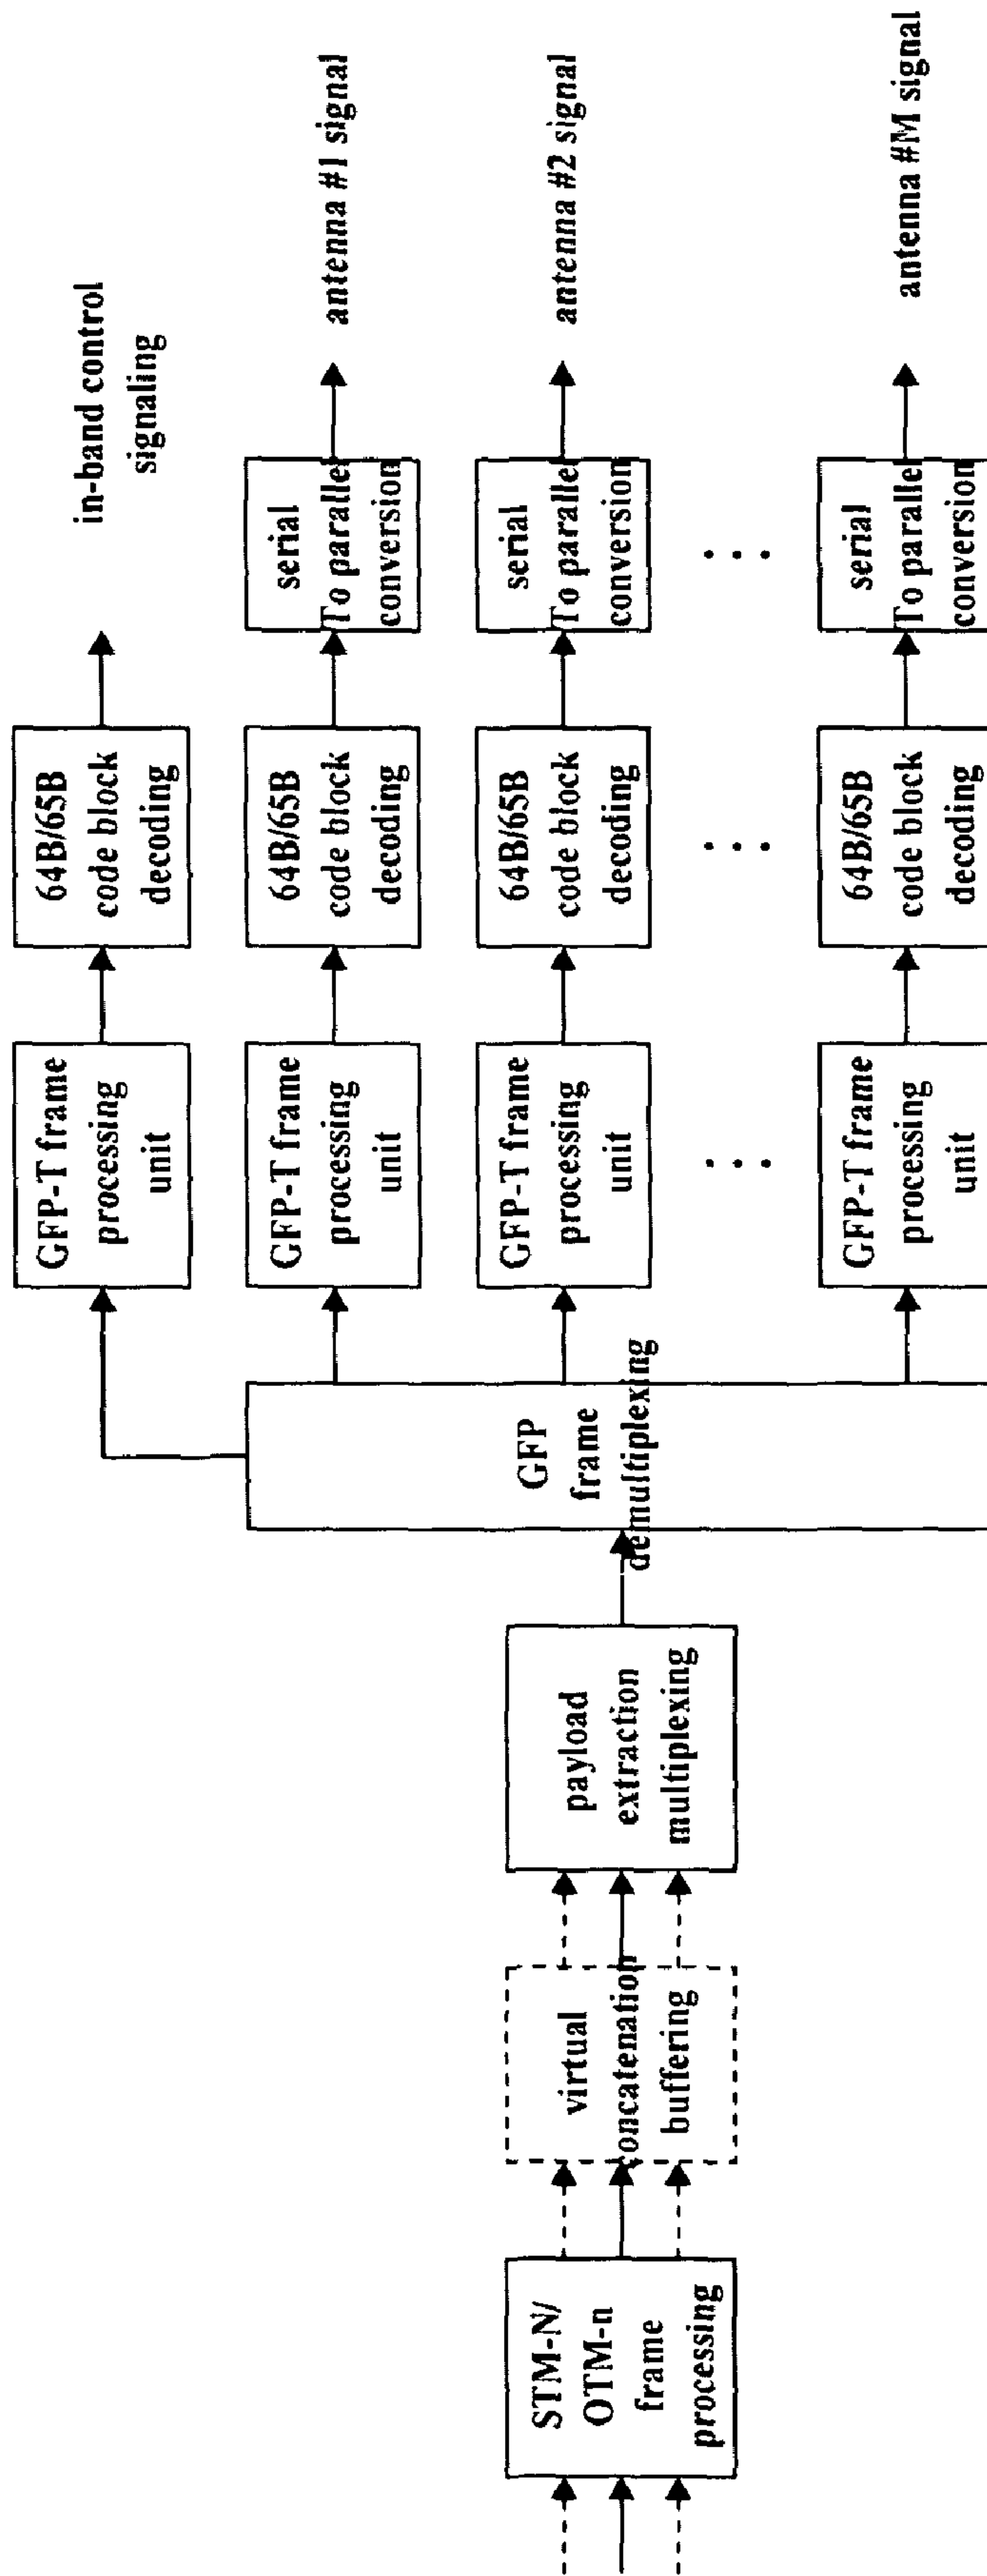 STM-N/
OTM-n
frame
processing
virtual
concatenation
buffering
payload
extraction
multiplexing
GFP
frame
demultiplexing
GFP-T frame
processing
unit
64B/65B
code block
decoding
in-band control
signaling
GFP-T frame
processing
unit
64B/65B
code block
decoding
serial
To parallel
conversion
antenna #1 signal
GFP-T frame
processing
unit
64B/65B
code block
decoding
serial
To parallel
conversion
antenna #2 signal
. . .
. . .
. . .
GFP-T frame
processing
unit
64B/65B
code block
decoding
serial
To parallel
conversion
antenna #M signal